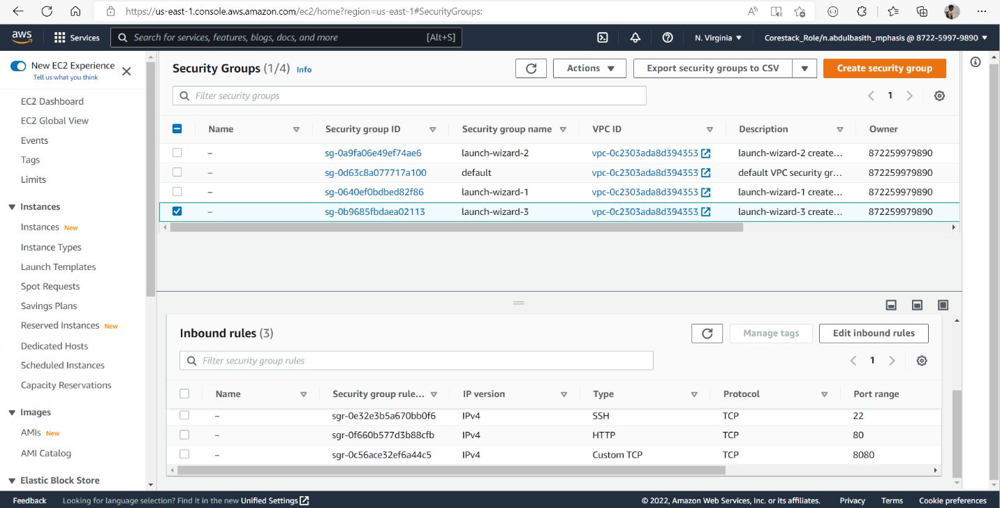 https://us-east-1.console.aws.amazon.com/ec2/home?region=us-east-1#SecurityGroups:
aws
Services
Search for services, features, blogs, docs, and more [Alt+S]
N. Virginia
Corestack_Role/n.abdulbasith_mphasis @ 8722-5997-9890
New EC2 Experience
Tell us what you think
EC2 Dashboard
EC2 Global View
Events
Tags
Limits
Instances
Instances New
Instance Types
Launch Templates
Spot Requests
Savings Plans
Reserved Instances New
Dedicated Hosts
Scheduled Instances
Capacity Reservations
Images
AMIs New
AMI Catalog
Elastic Block Store
Security Groups (1/4) Info
Actions
Export security groups to CSV
Create security group
Filter security groups
1
Name Security group ID Security group name VPC ID Description Owner
– sg-0a9fa06e49ef74ae6 launch-wizard-2 vpc-0c2303ada8d394353 launch-wizard-2 create... 872259979890
– sg-0d63c8a077717a100 default vpc-0c2303ada8d394353 default VPC security gr... 872259979890
– sg-0640ef0bdbed82f86 launch-wizard-1 vpc-0c2303ada8d394353 launch-wizard-1 create... 872259979890
– sg-0b9685fbdaea02113 launch-wizard-3 vpc-0c2303ada8d394353 launch-wizard-3 create... 872259979890
Inbound rules (3)
Manage tags
Edit inbound rules
Filter security group rules
1
Name Security group rule... IP version Type Protocol Port range
– sgr-0e32e3b5a670bb0f6 IPv4 SSH TCP 22
– sgr-0f660b577d3b88cfb IPv4 HTTP TCP 80
– sgr-0c56ace32ef6a44c5 IPv4 Custom TCP TCP 8080
Feedback
Looking for language selection? Find it in the new Unified Settings
© 2022, Amazon Web Services, Inc. or its affiliates.
Privacy
Terms
Cookie preferences